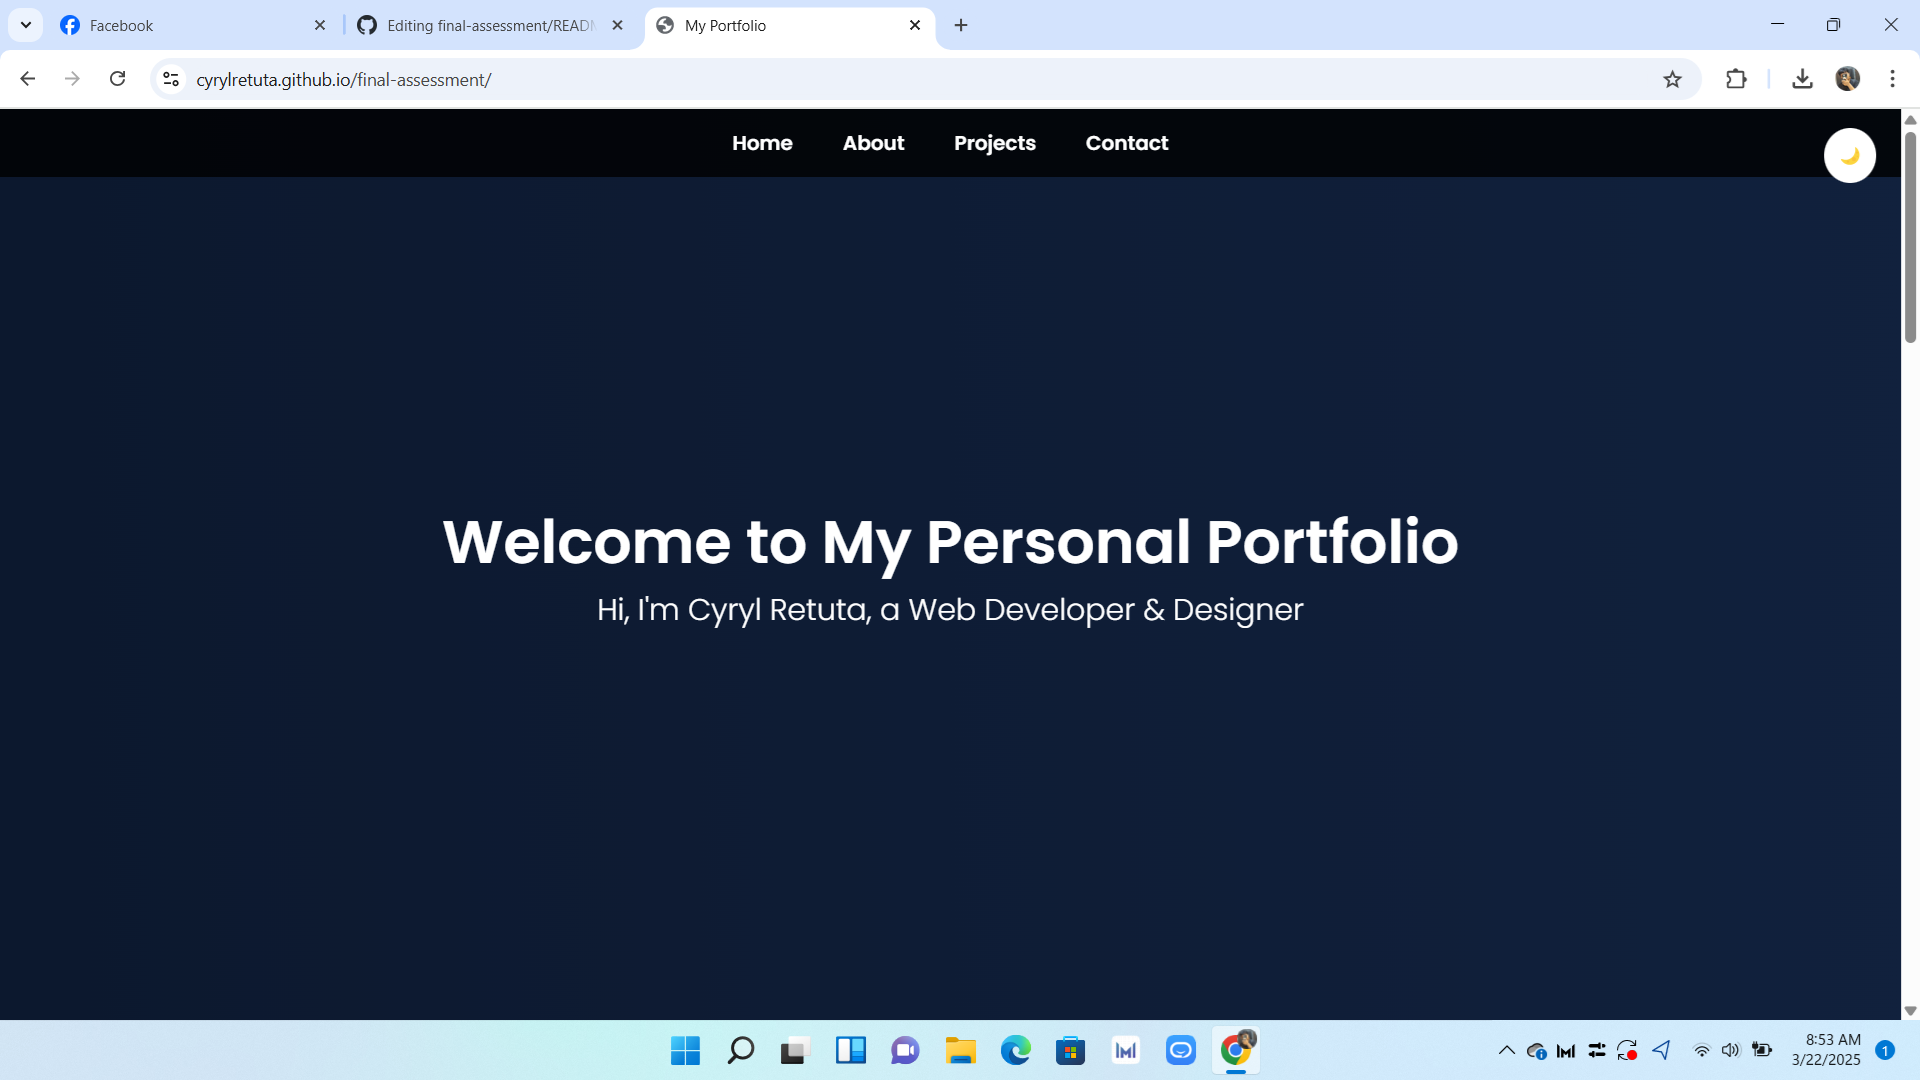 Facebook
Editing final-assessment/READM
My Portfolio
cyrylretuta.github.io/final-assessment/
Home
About
Projects
Contact
Welcome to My Personal Portfolio
Hi, I'm Cyryl Retuta, a Web Developer & Designer
8:53 AM
3/22/2025
1